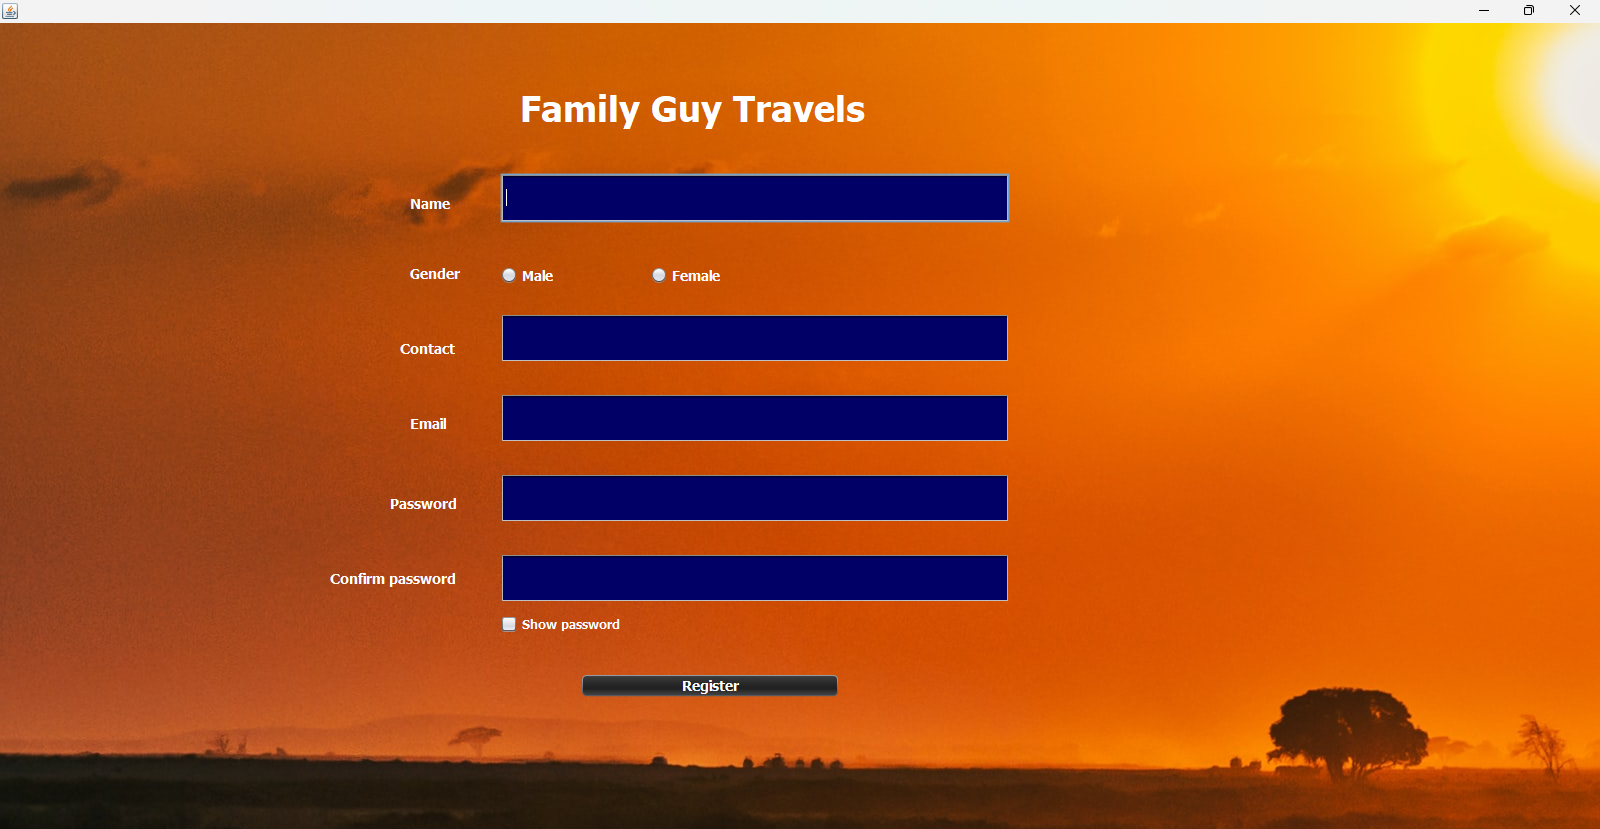 Family Guy Travels
Name
Gender Male Female
Contact
Email
Password
Confirm password
Show password
Register